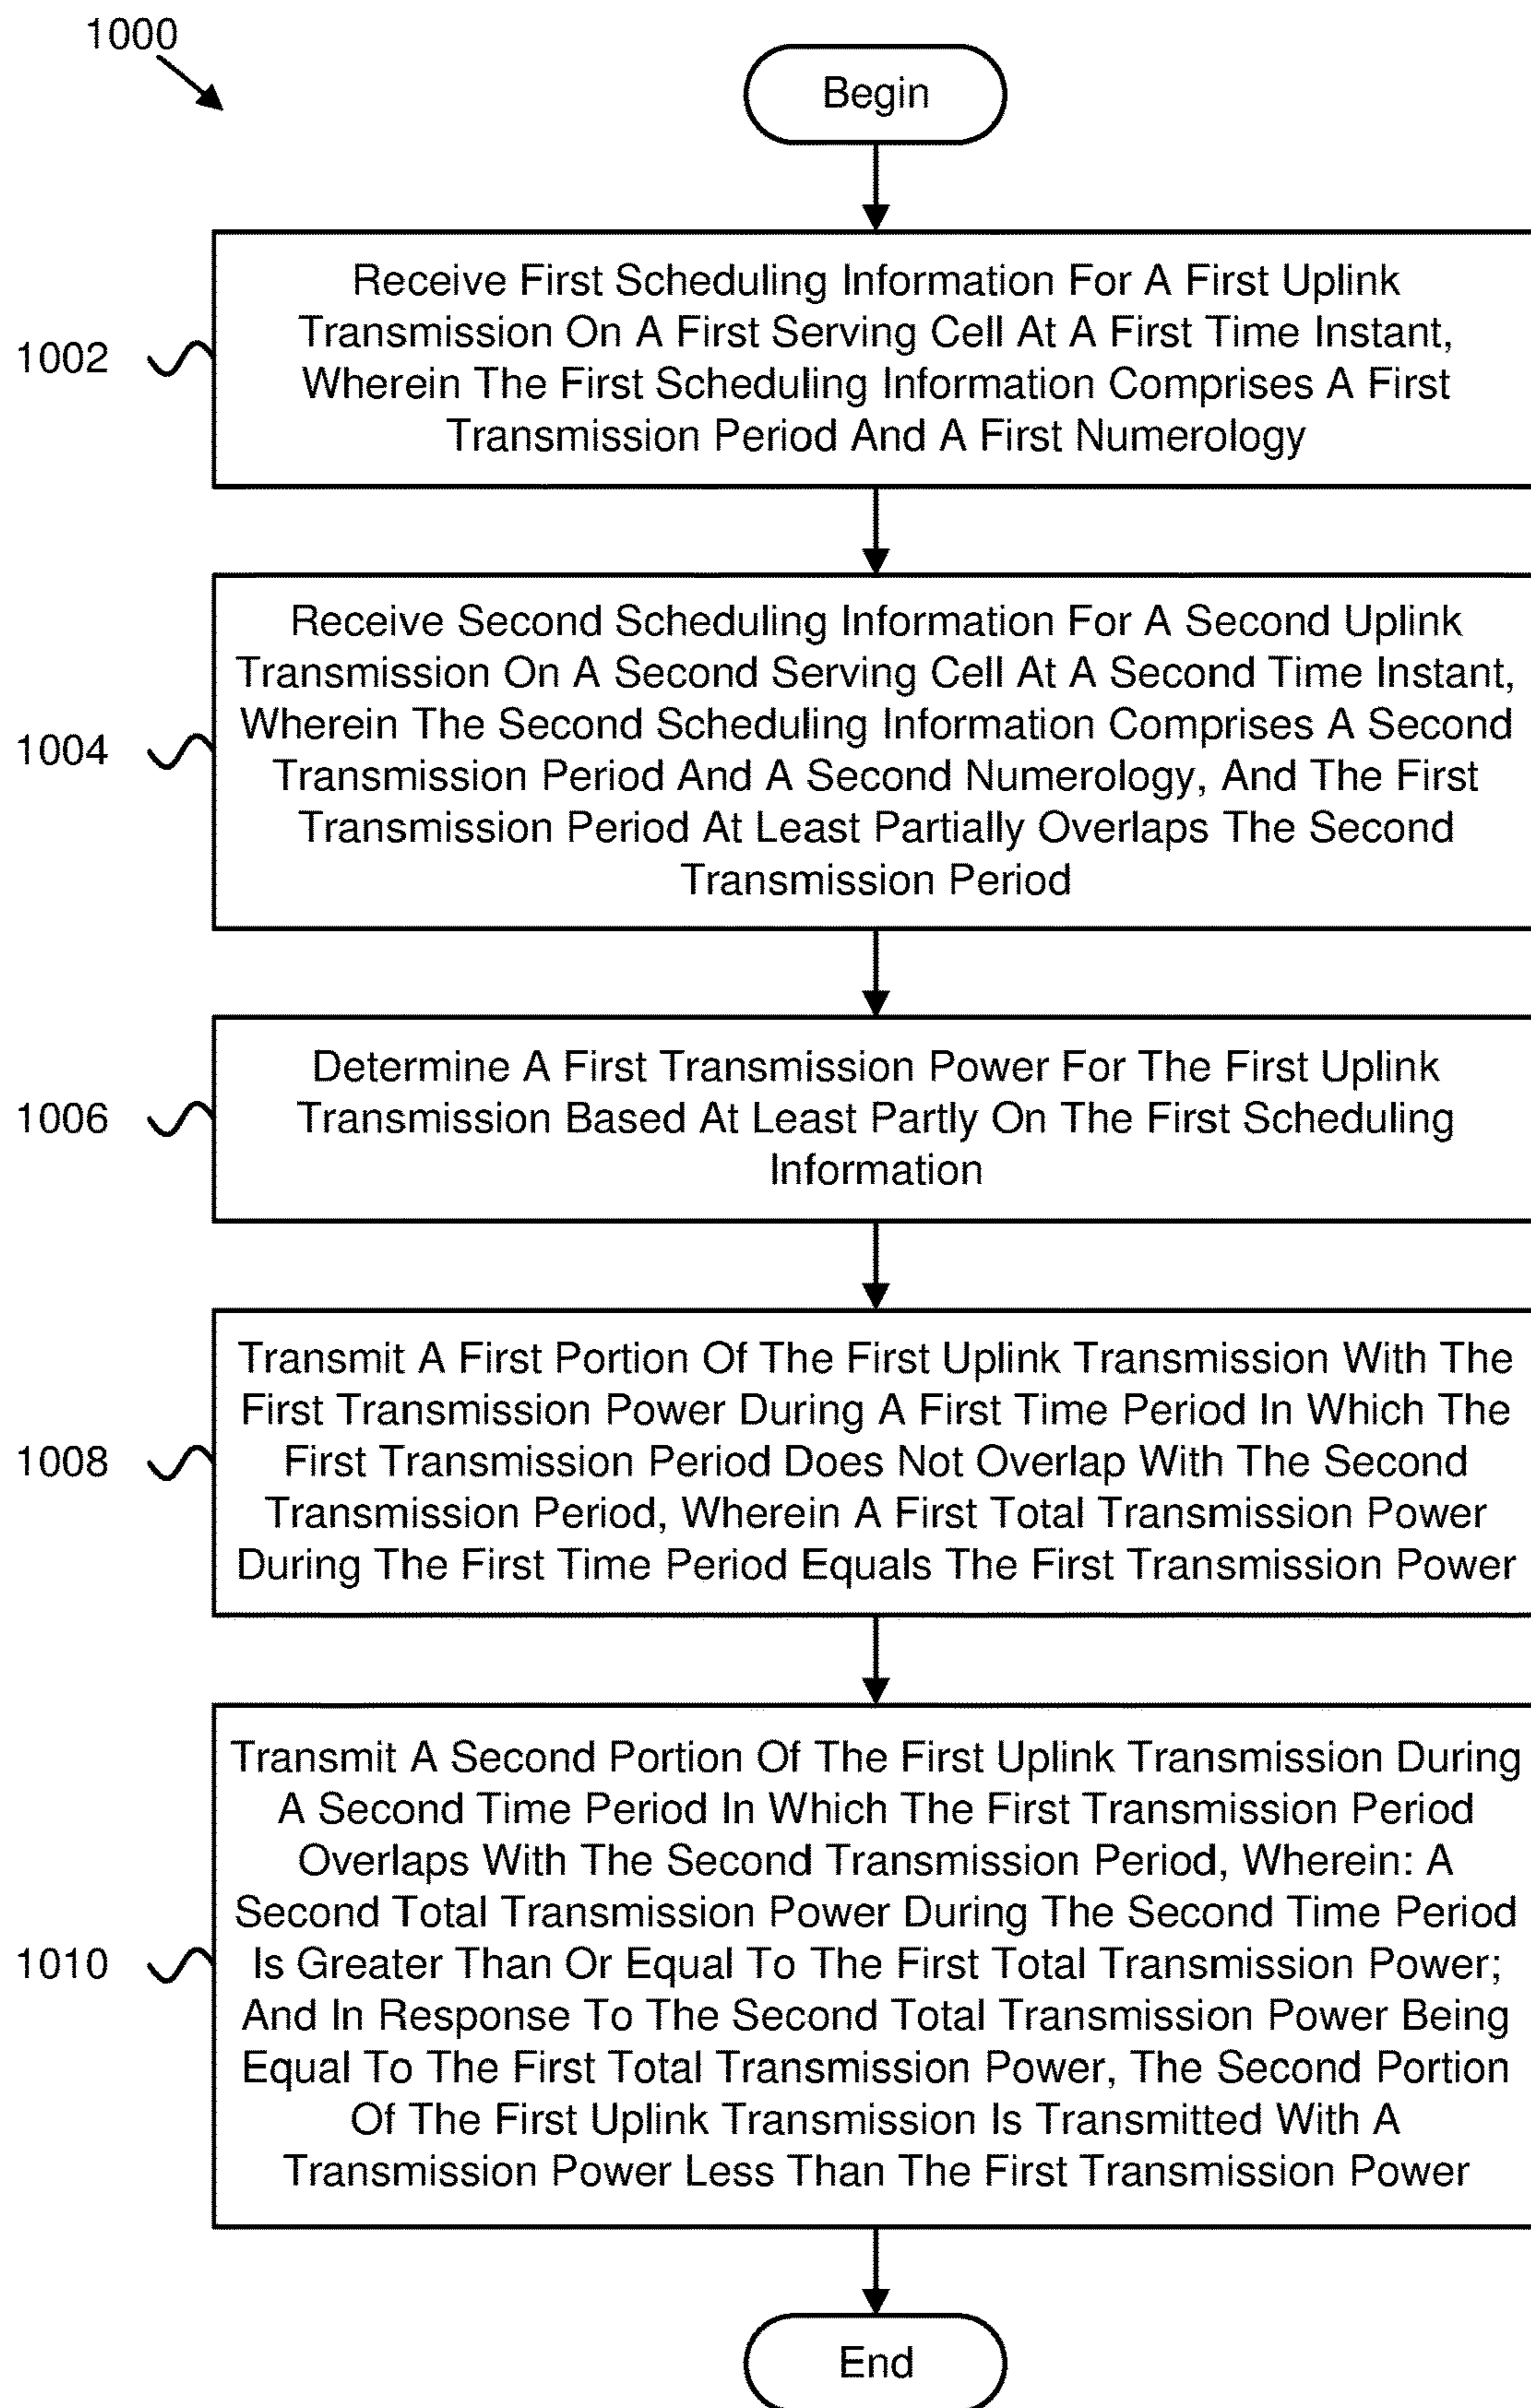 1000
Begin
Receive First Scheduling Information For A First Uplink
Transmission On A First Serving Cell At A First Time Instant,
Wherein The First Scheduling Information Comprises A First
Transmission Period And A First Numerology
1002
Receive Second Scheduling Information For A Second Uplink
Transmission On A Second Serving Cell At A Second Time Instant,
Wherein The Second Scheduling Information Comprises A Second
Transmission Period And A Second Numerology, And The First
Transmission Period At Least Partially Overlaps The Second
Transmission Period
1004
Determine A First Transmission Power For The First Uplink
Transmission Based At Least Partly On The First Scheduling
Information
1006
Transmit A First Portion Of The First Uplink Transmission With The
First Transmission Power During A First Time Period In Which The
First Transmission Period Does Not Overlap With The Second
Transmission Period, Wherein A First Total Transmission Power
During The First Time Period Equals The First Transmission Power
1008
Transmit A Second Portion Of The First Uplink Transmission During
A Second Time Period In Which The First Transmission Period
Overlaps With The Second Transmission Period, Wherein: A
Second Total Transmission Power During The Second Time Period
Is Greater Than Or Equal To The First Total Transmission Power;
And In Response To The Second Total Transmission Power Being
Equal To The First Total Transmission Power, The Second Portion
Of The First Uplink Transmission Is Transmitted With A
Transmission Power Less Than The First Transmission Power
1010
End